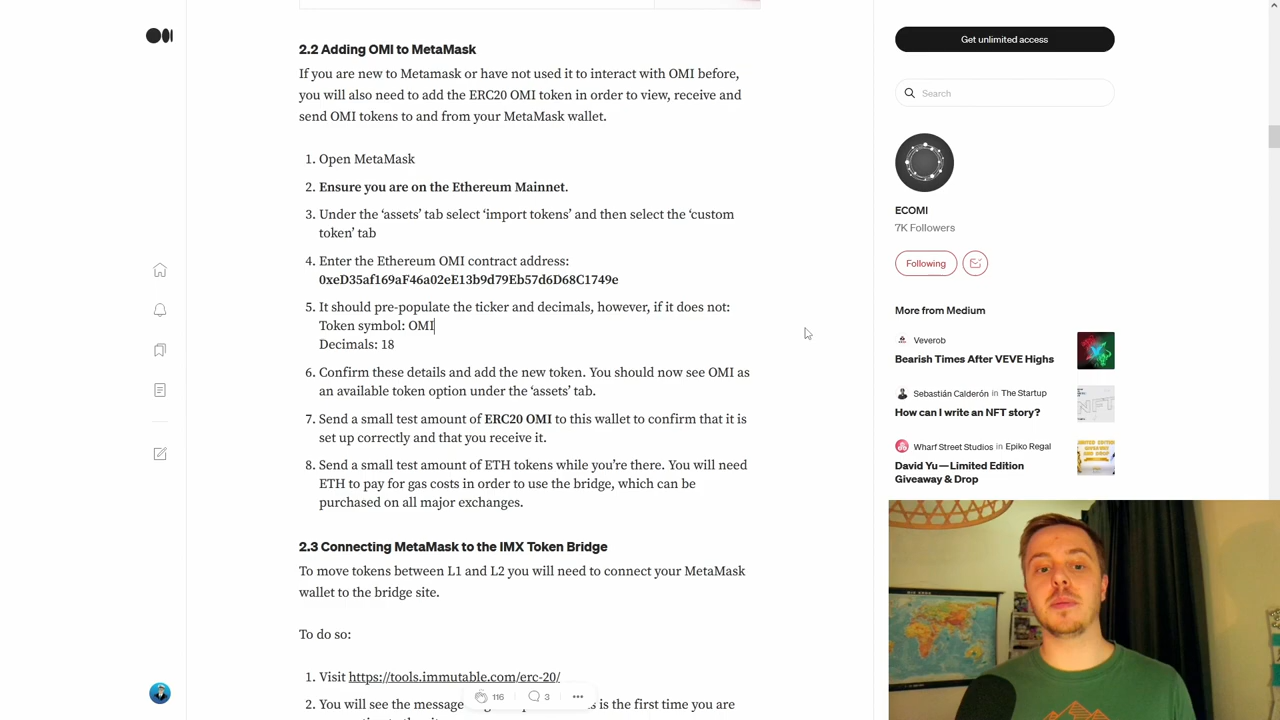 2.2 Adding OMI to MetaMask
If you are new to Metamask or have not used it to interact with OMI before,
you will also need to add the ERC20 OMI token in order to view, receive and
send OMI tokens to and from your MetaMask wallet.
1. Open MetaMask
2. Ensure you are on the Ethereum Mainnet.
3. Under the ‘assets’ tab select ‘import tokens’ and then select the ‘custom
token’ tab
4. Enter the Ethereum OMI contract address:
0xeD35af169aF46a02eE13b9d79Eb57d6D68C1749e
5. It should pre-populate the ticker and decimals, however, if it does not:
Token symbol: OMI
Decimals: 18
6. Confirm these details and add the new token. You should now see OMI as
an available token option under the ‘assets’ tab.
7. Send a small test amount of ERC20 OMI to this wallet to confirm that it is
set up correctly and that you receive it.
8. Send a small test amount of ETH tokens while you’re there. You will need
ETH to pay for gas costs in order to use the bridge, which can be
purchased on all major exchanges.
2.3 Connecting MetaMask to the IMX Token Bridge
To move tokens between L1 and L2 you will need to connect your MetaMask
wallet to the bridge site.
To do so:
1. Visit https://tools.immutable.com/erc-20/
2. You will see the message
is the first time you are
116
3
Get unlimited access
Search
ECOMI
7K Followers
Following
More from Medium
Veverob
Bearish Times After VEVE Highs
Sebastián Calderón in The Startup
How can I write an NFT story?
Wharf Street Studios in Epiko Regal
David Yu—Limited Edition
Giveaway & Drop